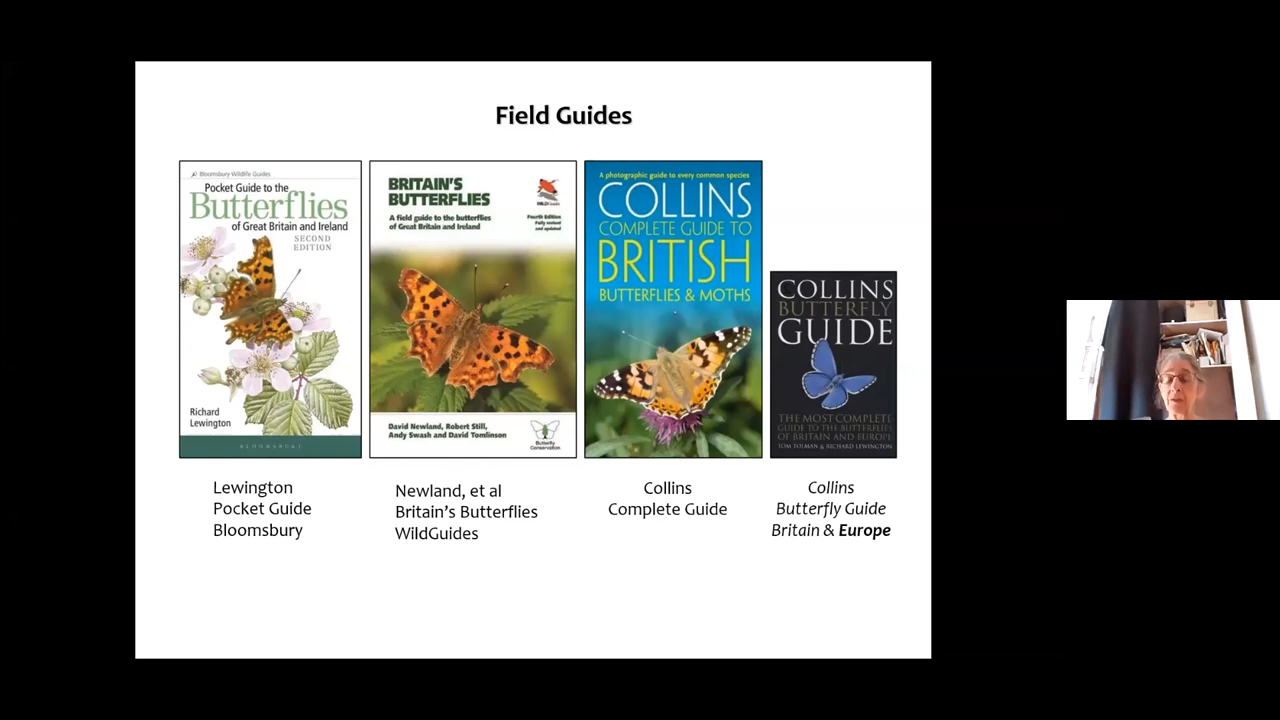 Field Guides
Bloomsbury Wildlife Guides
Pocket Guide to the
Butterflies
of Great Britain and Ireland
SECOND
EDITION
Richard
Lewington
BLOOMSBURY
BRITAIN'S
BUTTERFLIES
A field guide to the butterflies
of Great Britain and Ireland
WILDGuides
Fourth Edition
Fully revised
and updated
David Newland, Robert Still,
Andy Swash and David Tomlinson
Butterfly
Conservation
A photographic guide to every common species
COLLINS
COMPLETE GUIDE TO
BRITISH
BUTTERFLIES & MOTHS
COLLINS
BUTTERFLY
GUIDE
THE MOST COMPLETE
GUIDE TO THE BUTTERFLIES
OF BRITAIN AND EUROPE
TOM TOLMAN & RICHARD LEWINGTON
Lewington
Pocket Guide
Bloomsbury
Newland, et al
Britain's Butterflies
WildGuides
Collins
Complete Guide
Collins
Butterfly Guide
Britain & Europe